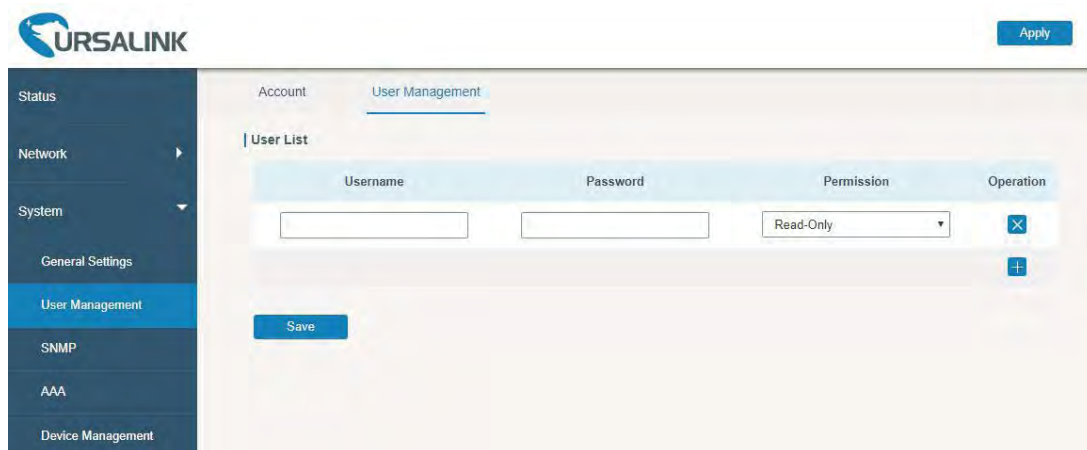 URSALINK
Apply
Status
Network
System
General Settings
User Management
SNMP
AAA
Device Management
Account User Management
User List
Username Password Permission Operation
Read-Only
Save